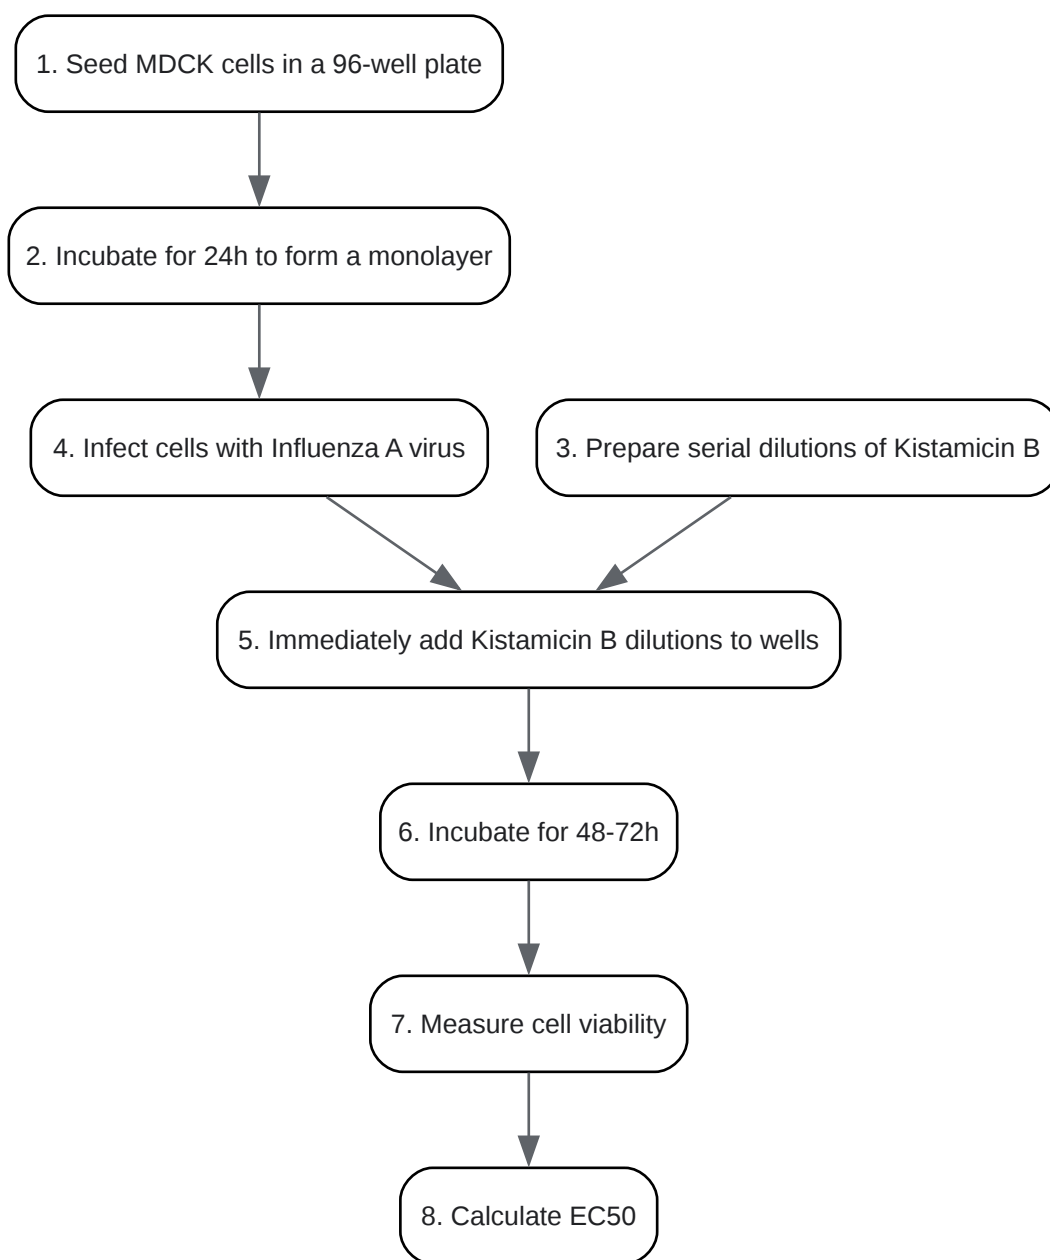 1. Seed MDCK cells in a 96-well plate
2. Incubate for 24h to form a monolayer
4. Infect cells with Influenza A virus
3. Prepare serial dilutions of Kistamicin B
5. Immediately add Kistamicin B dilutions to wells
6. Incubate for 48-72h
7. Measure cell viability
8. Calculate EC50